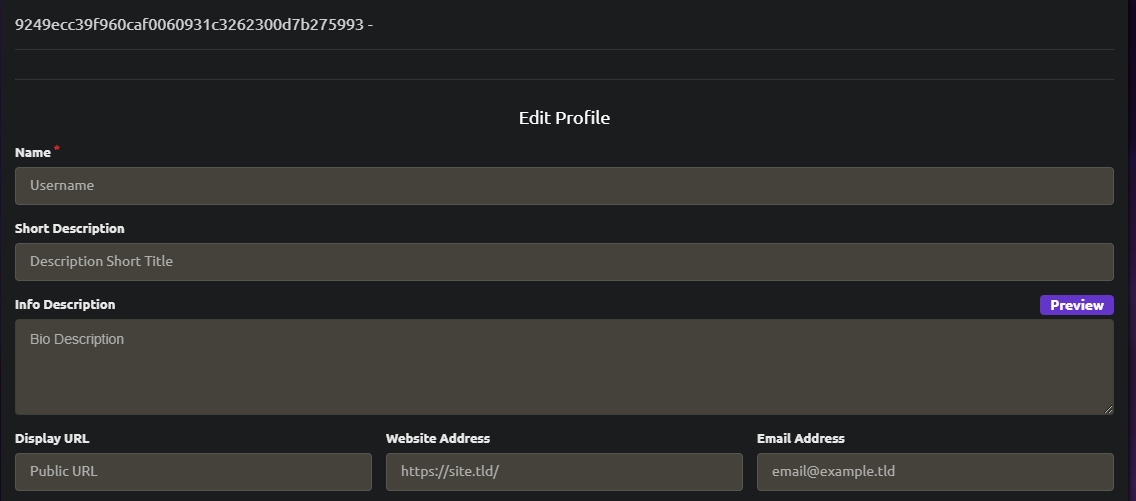 9249ecc39f960caf0060931c3262300d7b275993 -
Edit Profile
Name *
Username
Short Description
Description Short Title
Info Description
Preview
Bio Description
Display URL
Website Address
Email Address
Public URL
https://site.tld/
email@example.tld